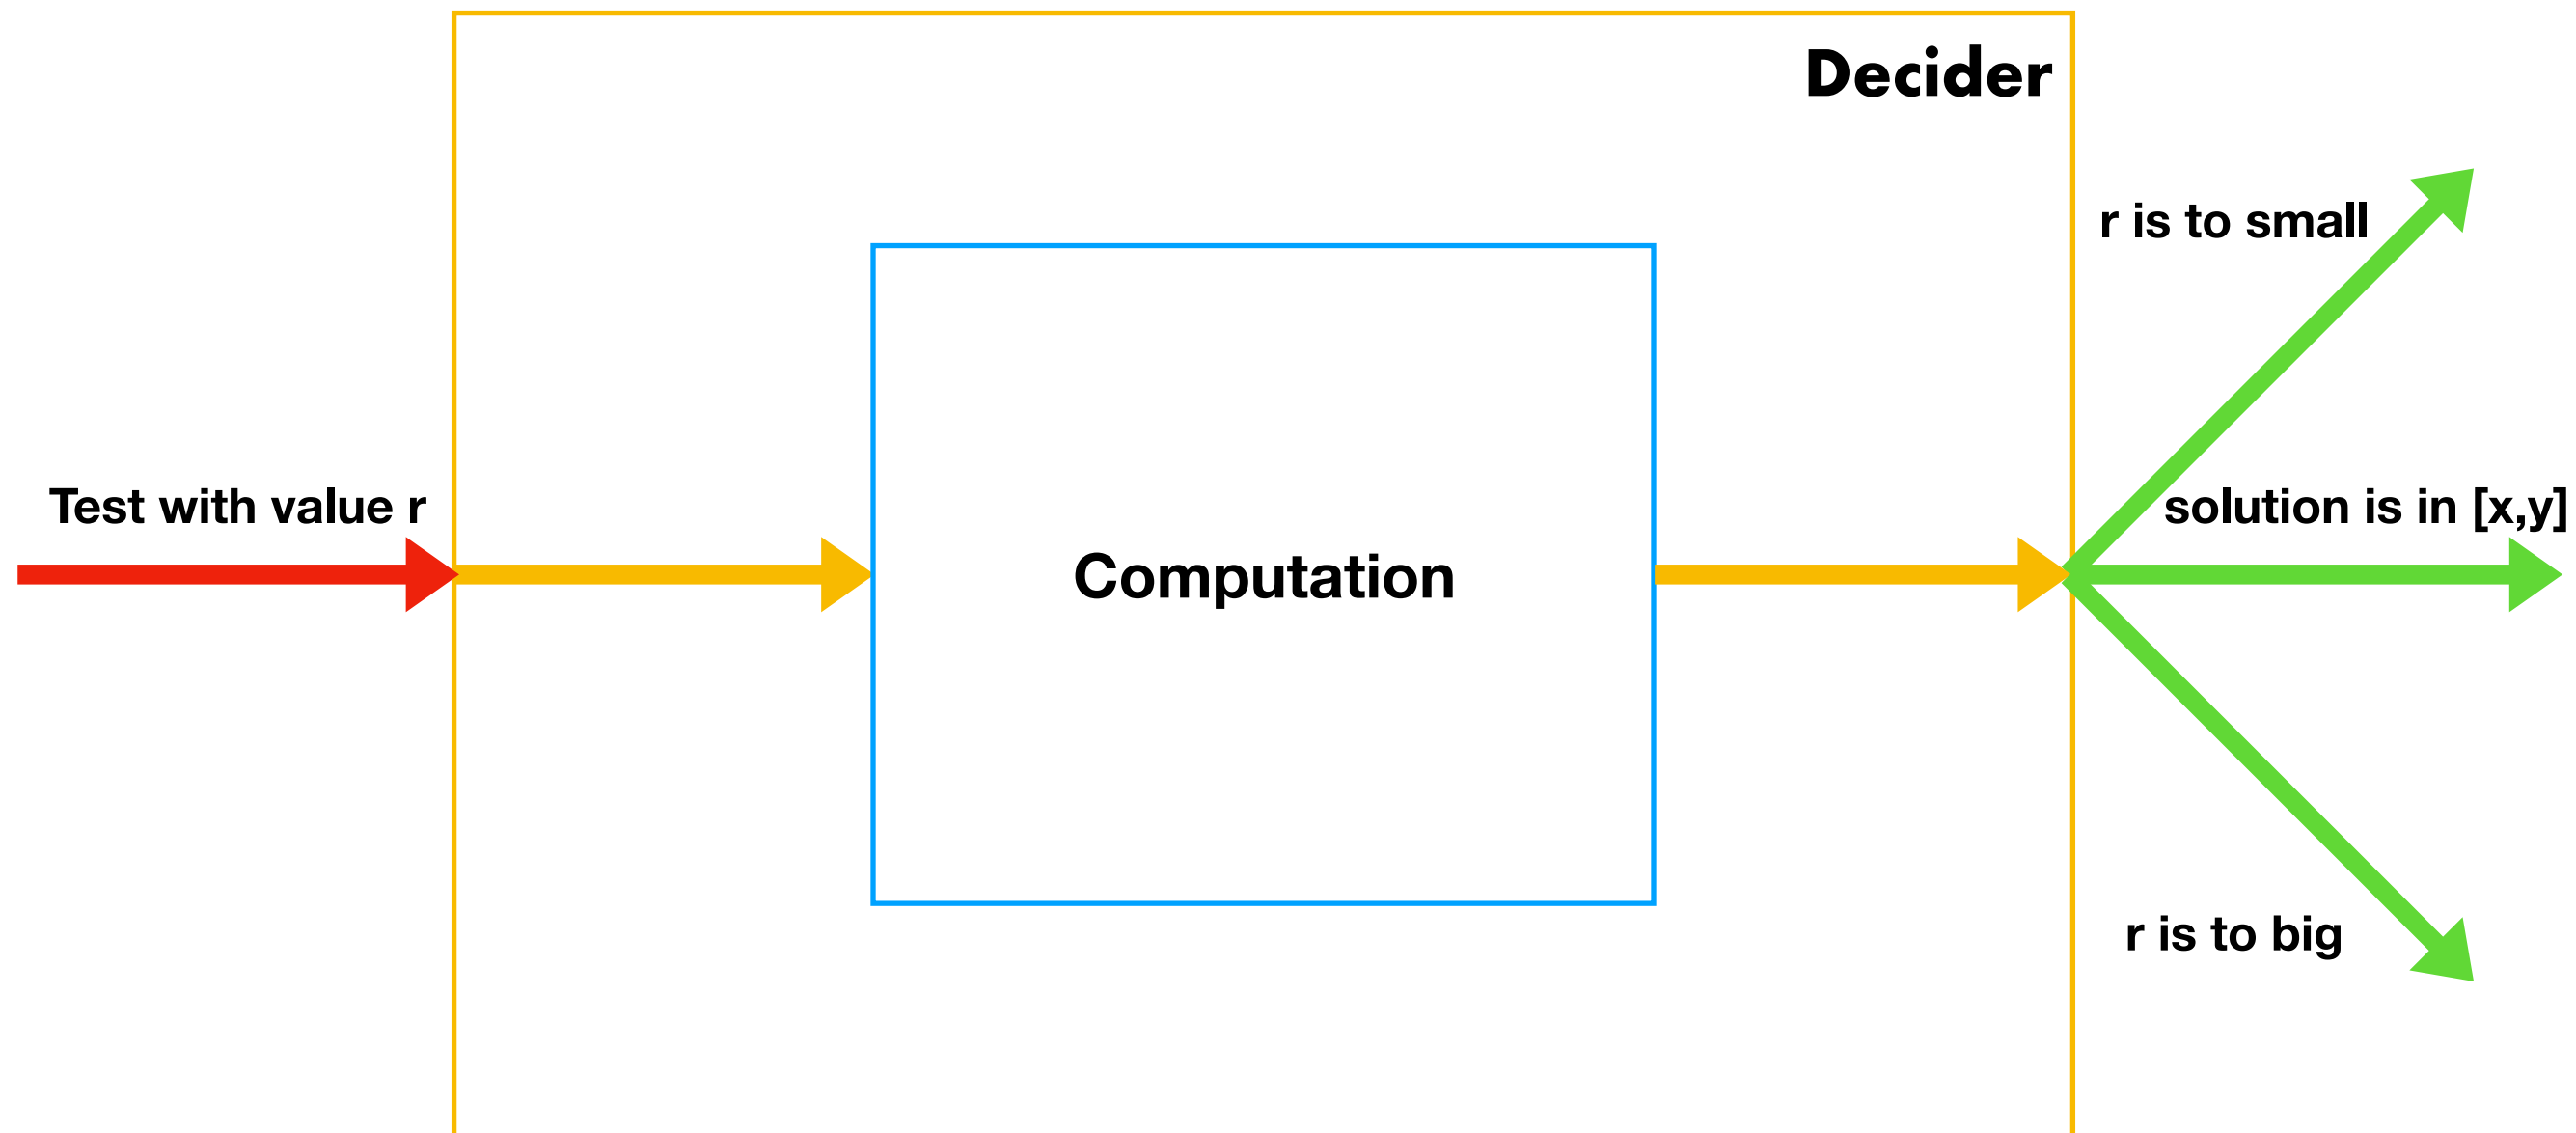 Decider
r is to small
Test with value r
solution is in [x,y]
Computation
r is to big